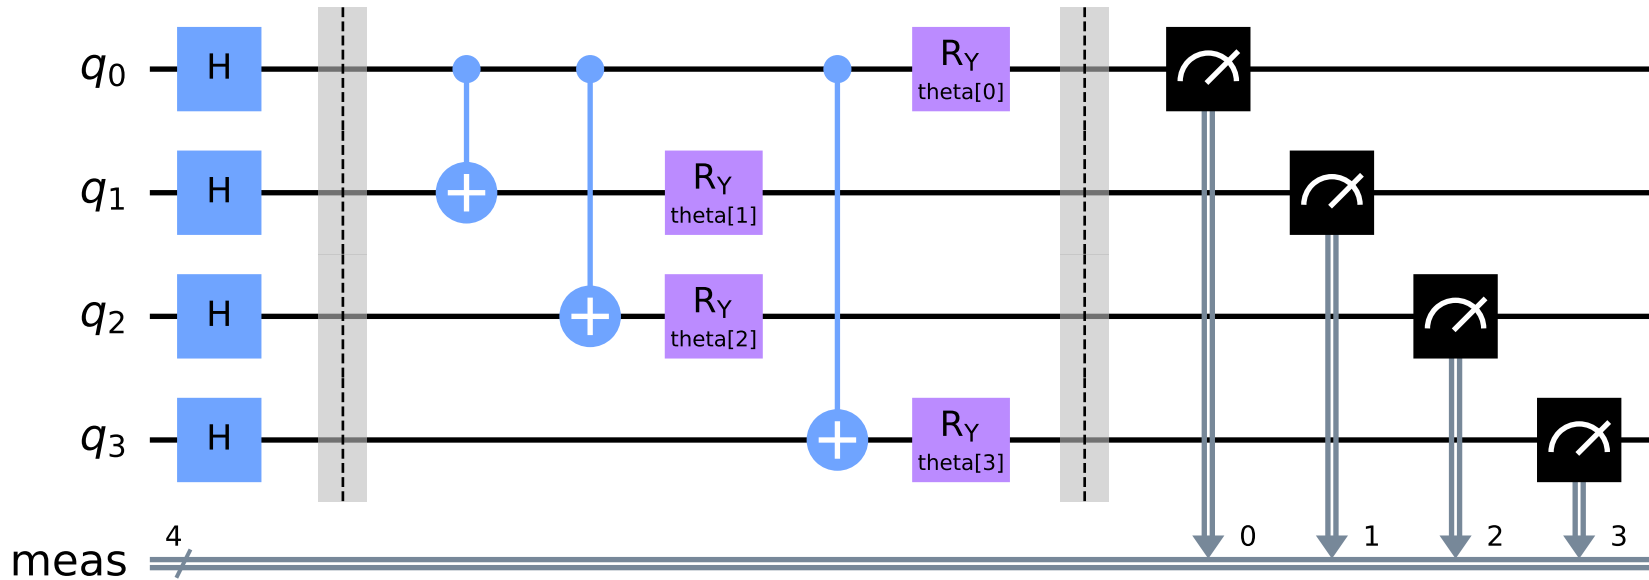 q0 H RY theta[0]
q1 H RY theta[1]
q2 H RY theta[2]
q3 H RY theta[3]
meas 4 0 1 2 3